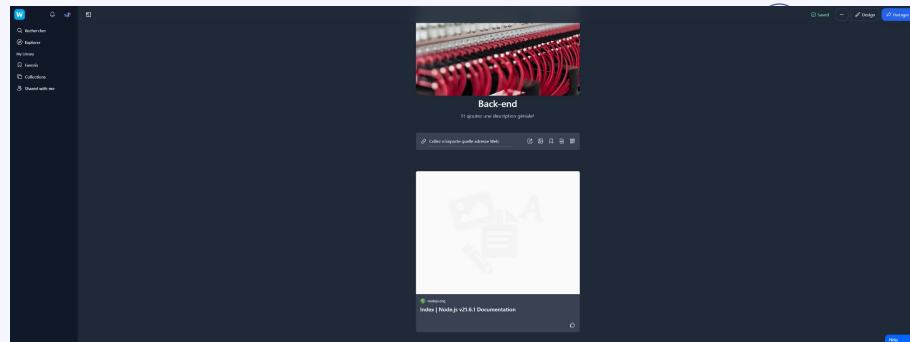 W
Saved
Design
Partager
Rechercher
Explorer
My Library
Favoris
Collections
Shared with me
Back-end
Et ajoutez une description géniale!
Collez n'importe quelle adresse Web
nodejs.org
Index | Node.js v21.6.1 Documentation
Help